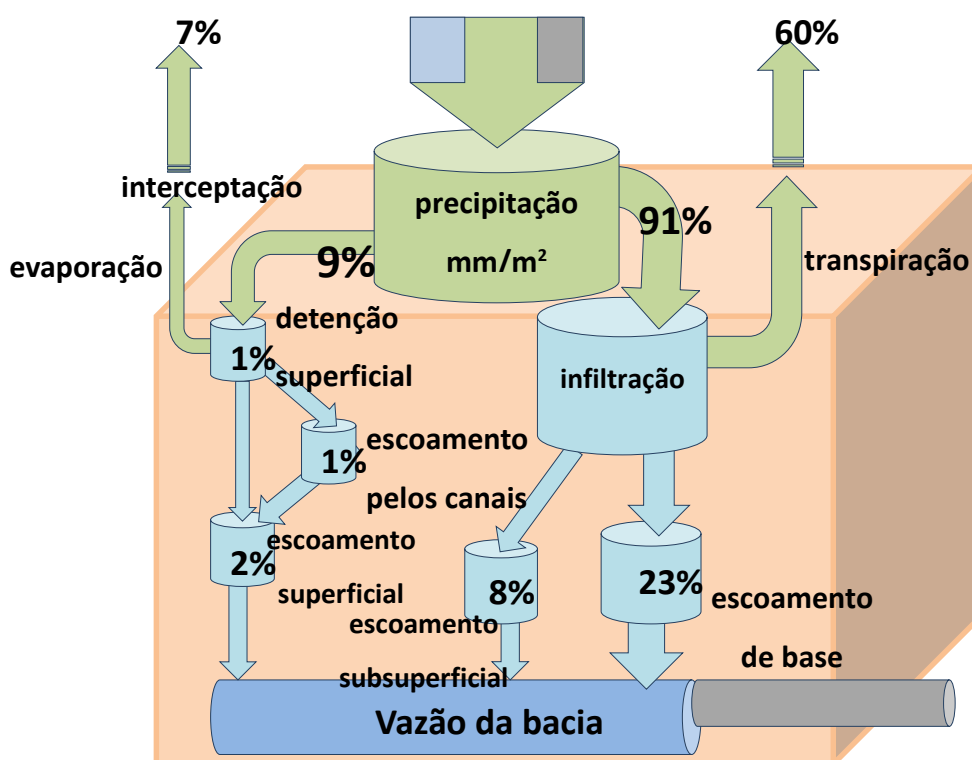 7%
60%
interceptação
precipitação
mm/m²
91%
evaporação
9%
transpiração
detenção
1%
superficial
infiltração
escoamento
1%
pelos canais
escoamento
2%
superficial
8%
escoamento
23%
escoamento
de base
subsuperficial
Vazão da bacia